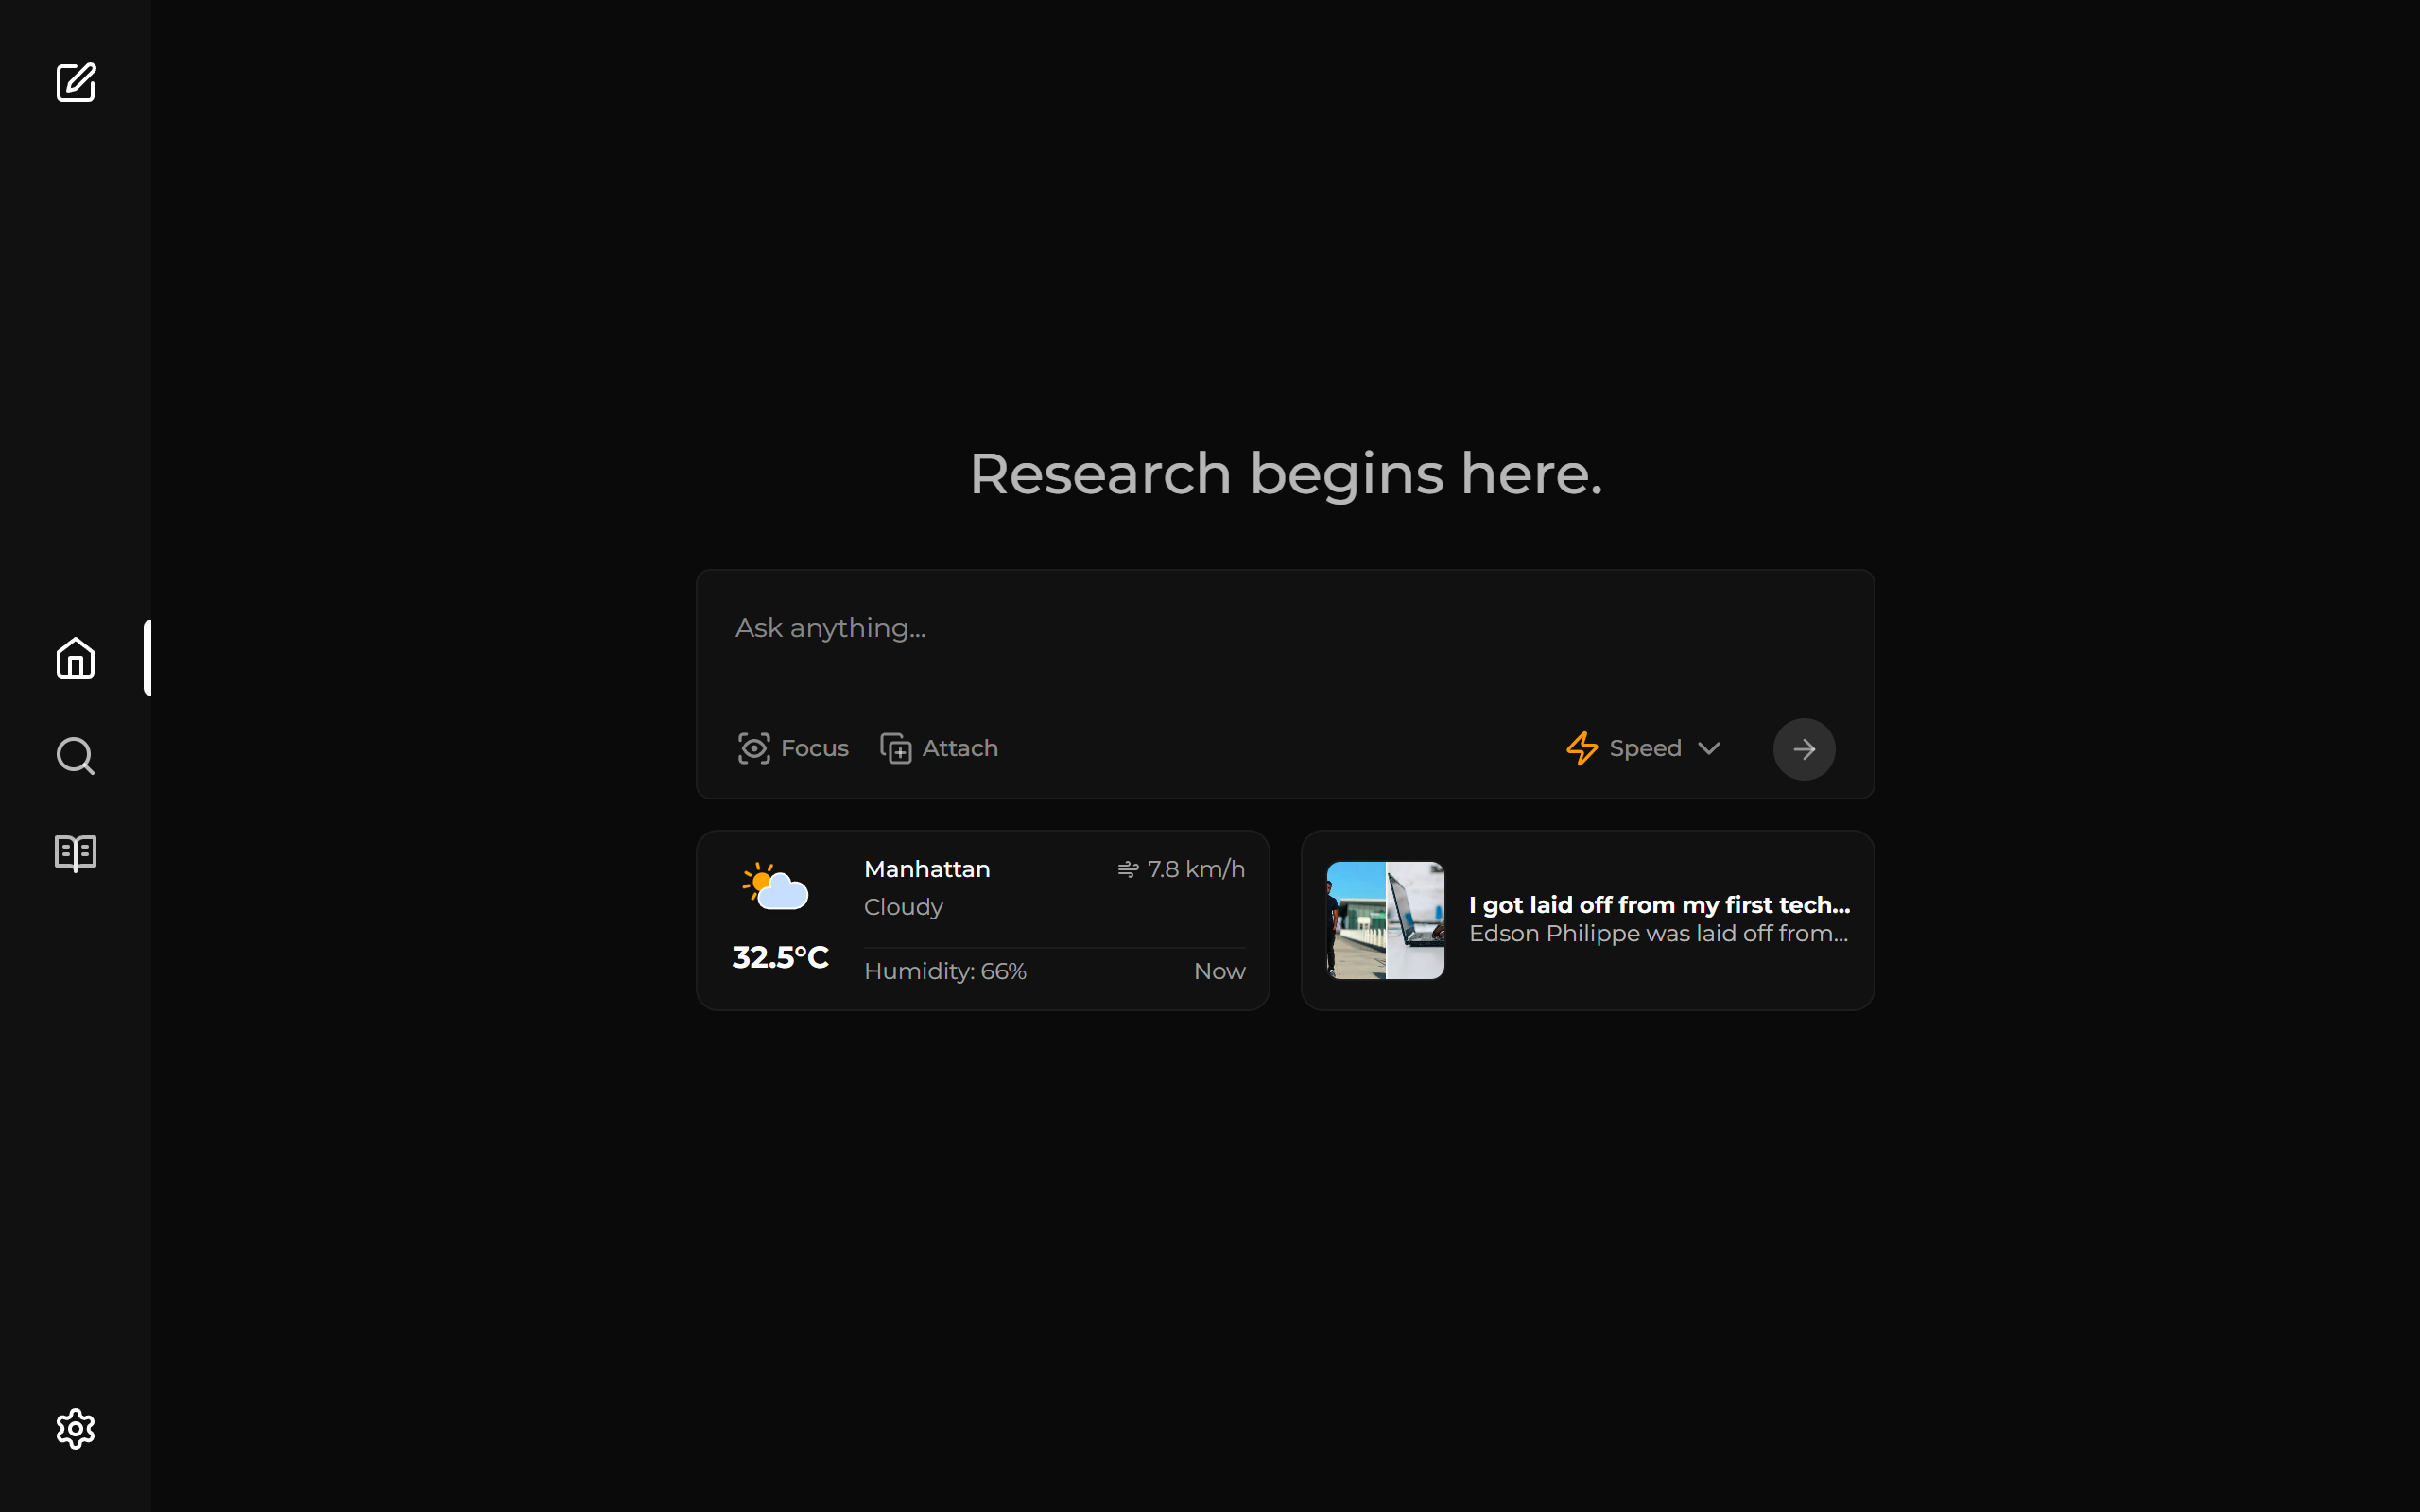 Research begins here.
Ask anything...
Focus
Attach
Speed
Manhattan
7.8 km/h
Cloudy
32.5°C
Humidity: 66%
Now
I got laid off from my first tech...
Edson Philippe was laid off from...